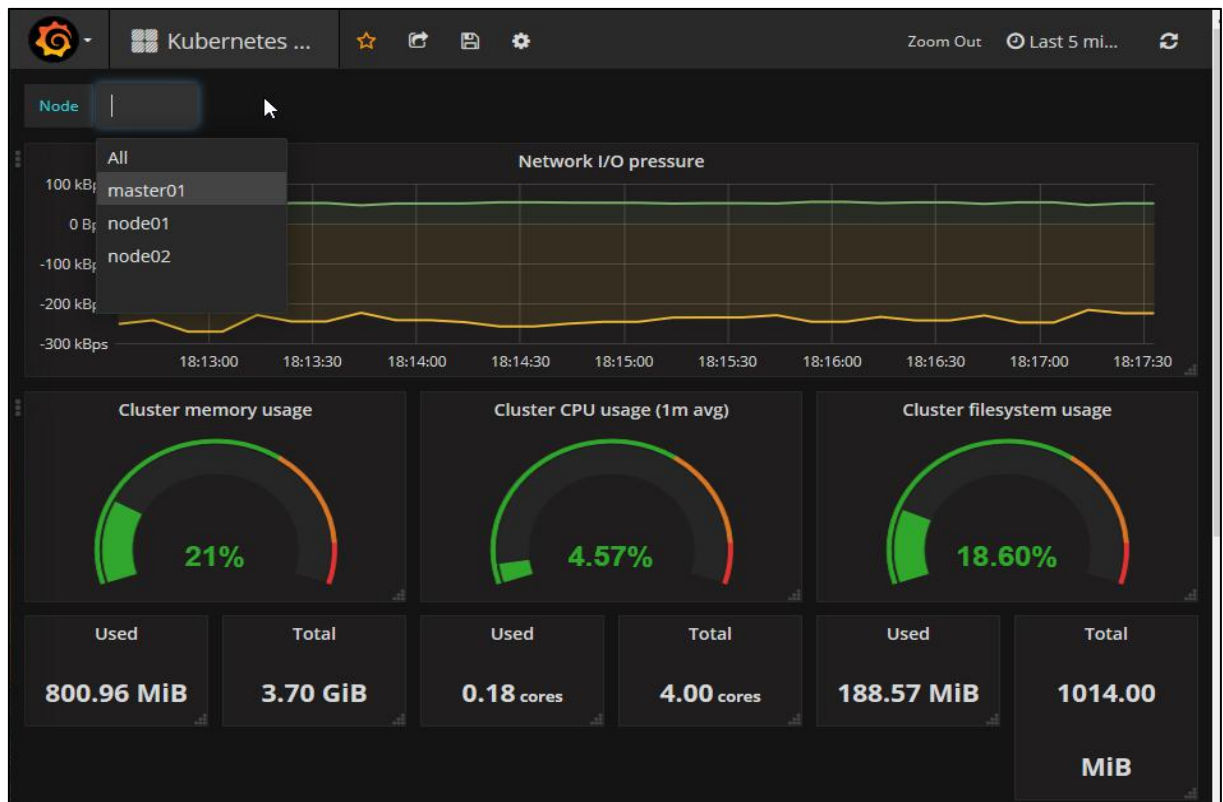 Kubernetes ... Zoom Out Last 5 mi...
Node
All
master01
node01
node02
Network I/O pressure
100 kBp
0 Bp
-100 kBp
-200 kBp
-300 kBps
18:13:00 18:13:30 18:14:00 18:14:30 18:15:00 18:15:30 18:16:00 18:16:30 18:17:00 18:17:30
Cluster memory usage Cluster CPU usage (1m avg) Cluster filesystem usage
21% 4.57% 18.60%
Used Total Used Total Used Total
800.96 MiB 3.70 GiB 0.18 cores 4.00 cores 188.57 MiB 1014.00
MiB